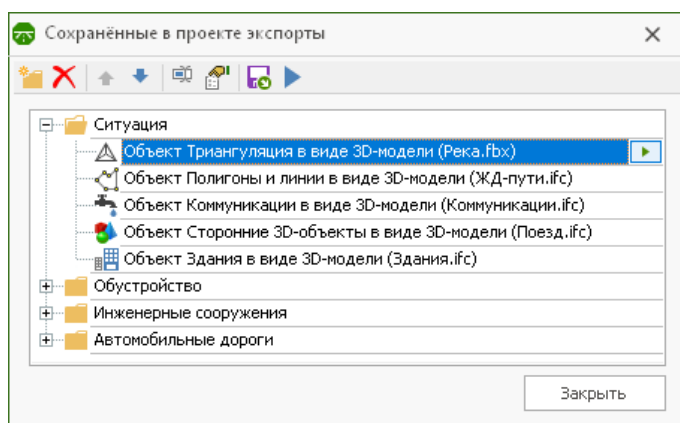 Сохранённые в проекте экспорты
Ситуация
Объект Триангуляция в виде 3D-модели (Река.fbx)
Объект Полигоны и линии в виде 3D-модели (ЖД-пути.ifc)
Объект Коммуникации в виде 3D-модели (Коммуникации.ifc)
Объект Сторонние 3D-объекты в виде 3D-модели (Поезд.ifc)
Объект Здания в виде 3D-модели (Здания.ifc)
Обустройство
Инженерные сооружения
Автомобильные дороги
Закрыть